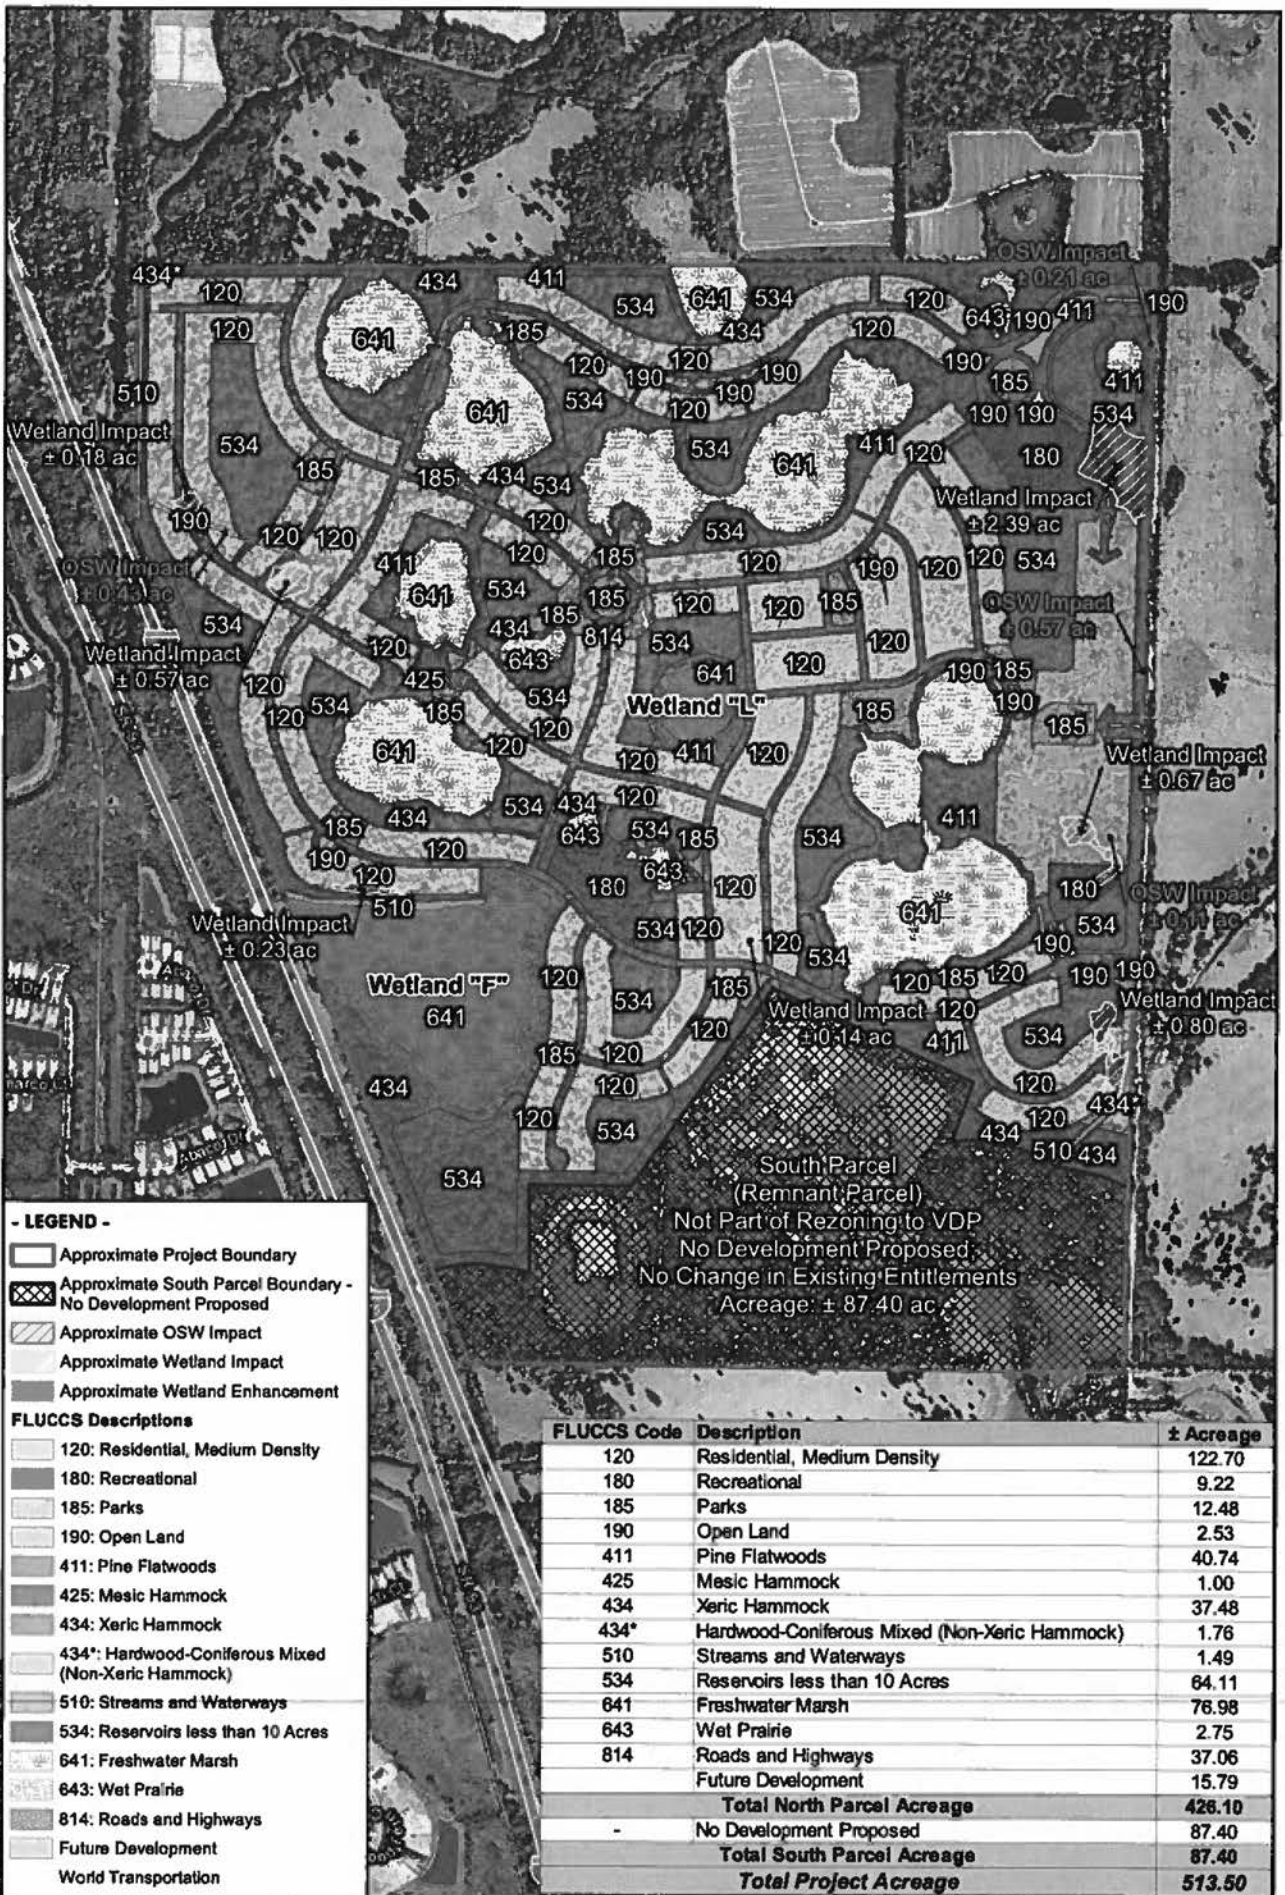 OSW Impact
± 0.21 ac
434*
120
434
411
534
641
534
120
190
643
190
411
120
641
185
434
120
120
190
185
411
510
120
190
120
190
190
534
120
534
641
190
190
534
Wetland Impact
± 0.18 ac
534
185
185
434
534
534
641
411
120
180
190
Wetland Impact
± 2.39 ac
120
120
120
534
OSW Impact
± 0.43 ac
411
120
185
120
190
120
120
534
641
534
185
185
120
120
185
OSW Impact
± 0.57 ac
534
434
814
534
120
Wetland Impact
± 0.57 ac
120
643
120
641
190
185
120
425
534
Wetland "L"
190
120
534
185
120
185
185
641
120
120
411
120
Wetland Impact
± 0.67 ac
534
434
120
185
434
643
534
185
534
411
190
120
120
643
180
120
180
641
510
534
OSW Impact
± 0.11 ac
Wetland Impact
± 0.23 ac
534
120
120
534
190
Wetland "F"
641
120
534
185
120
185
120
190
190
Wetland Impact
± 0.14 ac
120
411
Wetland Impact
± 0.80 ac
120
534
185
120
434
120
120
120
434*
120
534
434
510
434
534
Abaco Dr
South Parcel
(Remnant Parcel)
Not Part of Rezoning to VDP
No Development Proposed;
No Change in Existing Entitlements
Acreage: ± 87.40 ac
- LEGEND -
Approximate Project Boundary
Approximate South Parcel Boundary -
No Development Proposed
Approximate OSW Impact
Approximate Wetland Impact
Approximate Wetland Enhancement
FLUCCS Descriptions
120: Residential, Medium Density
180: Recreational
185: Parks
190: Open Land
411: Pine Flatwoods
425: Mesic Hammock
434: Xeric Hammock
434*: Hardwood-Coniferous Mixed
(Non-Xeric Hammock)
510: Streams and Waterways
534: Reservoirs less than 10 Acres
641: Freshwater Marsh
643: Wet Prairie
814: Roads and Highways
Future Development
World Transportation
FLUCCS Code Description ± Acreage
120 Residential, Medium Density 122.70
180 Recreational 9.22
185 Parks 12.48
190 Open Land 2.53
411 Pine Flatwoods 40.74
425 Mesic Hammock 1.00
434 Xeric Hammock 37.48
434* Hardwood-Coniferous Mixed (Non-Xeric Hammock) 1.76
510 Streams and Waterways 1.49
534 Reservoirs less than 10 Acres 64.11
641 Freshwater Marsh 76.98
643 Wet Prairie 2.75
814 Roads and Highways 37.06
Future Development 15.79
Total North Parcel Acreage 426.10
- No Development Proposed 87.40
Total South Parcel Acreage 87.40
Total Project Acreage 513.50